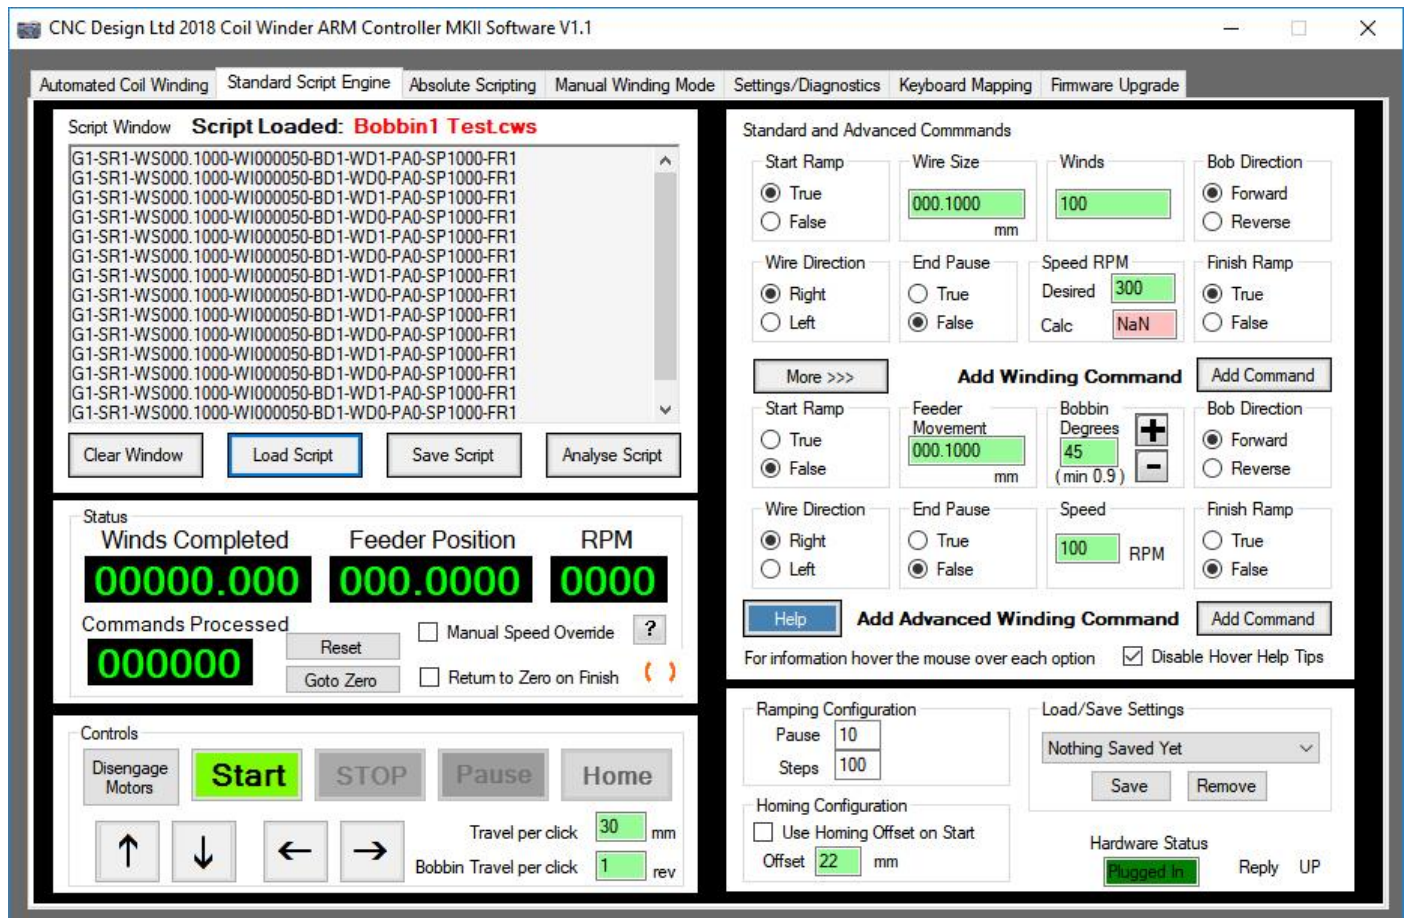 CNC Design Ltd 2018 Coil Winder ARM Controller MKII Software V1.1
Automated Coil Winding Standard Script Engine Absolute Scripting Manual Winding Mode Settings/Diagnostics Keyboard Mapping Firmware Upgrade
Script Window Script Loaded: Bobbin1 Test.cws
G1-SR1-WS000.1000-WI000050-BD1-WD1-PA0-SP1000-FR1
G1-SR1-WS000.1000-WI000050-BD1-WD0-PA0-SP1000-FR1
G1-SR1-WS000.1000-WI000050-BD1-WD1-PA0-SP1000-FR1
G1-SR1-WS000.1000-WI000050-BD1-WD0-PA0-SP1000-FR1
G1-SR1-WS000.1000-WI000050-BD1-WD1-PA0-SP1000-FR1
G1-SR1-WS000.1000-WI000050-BD1-WD0-PA0-SP1000-FR1
G1-SR1-WS000.1000-WI000050-BD1-WD1-PA0-SP1000-FR1
G1-SR1-WS000.1000-WI000050-BD1-WD0-PA0-SP1000-FR1
G1-SR1-WS000.1000-WI000050-BD1-WD1-PA0-SP1000-FR1
G1-SR1-WS000.1000-WI000050-BD1-WD0-PA0-SP1000-FR1
G1-SR1-WS000.1000-WI000050-BD1-WD1-PA0-SP1000-FR1
G1-SR1-WS000.1000-WI000050-BD1-WD0-PA0-SP1000-FR1
G1-SR1-WS000.1000-WI000050-BD1-WD1-PA0-SP1000-FR1
G1-SR1-WS000.1000-WI000050-BD1-WD0-PA0-SP1000-FR1
Clear Window Load Script Save Script Analyse Script
Status
Winds Completed Feeder Position RPM
00000.000 000.0000 0000
Commands Processed
000000
Reset
Goto Zero
Manual Speed Override ?
Return to Zero on Finish ( )
Controls
Disengage
Motors
Start STOP Pause Home
↑ ↓ ← →
Travel per click 30 mm
Bobbin Travel per click 1 rev
Standard and Advanced Commmands
Start Ramp Wire Size Winds Bob Direction
True 000.1000 100 Forward
False mm Reverse
Wire Direction End Pause Speed RPM Finish Ramp
Right True Desired 300 True
Left False Calc NaN False
More >>> Add Winding Command Add Command
Start Ramp Feeder Movement Bobbin Degrees Bob Direction
True 000.1000 45 + Forward
False mm (min 0.9) - Reverse
Wire Direction End Pause Speed Finish Ramp
Right True 100 RPM True
Left False False
Help Add Advanced Winding Command Add Command
For information hover the mouse over each option Disable Hover Help Tips
Ramping Configuration
Pause 10
Steps 100
Homing Configuration
Use Homing Offset on Start
Offset 22 mm
Load/Save Settings
Nothing Saved Yet
Save Remove
Hardware Status
Plugged In Reply UP